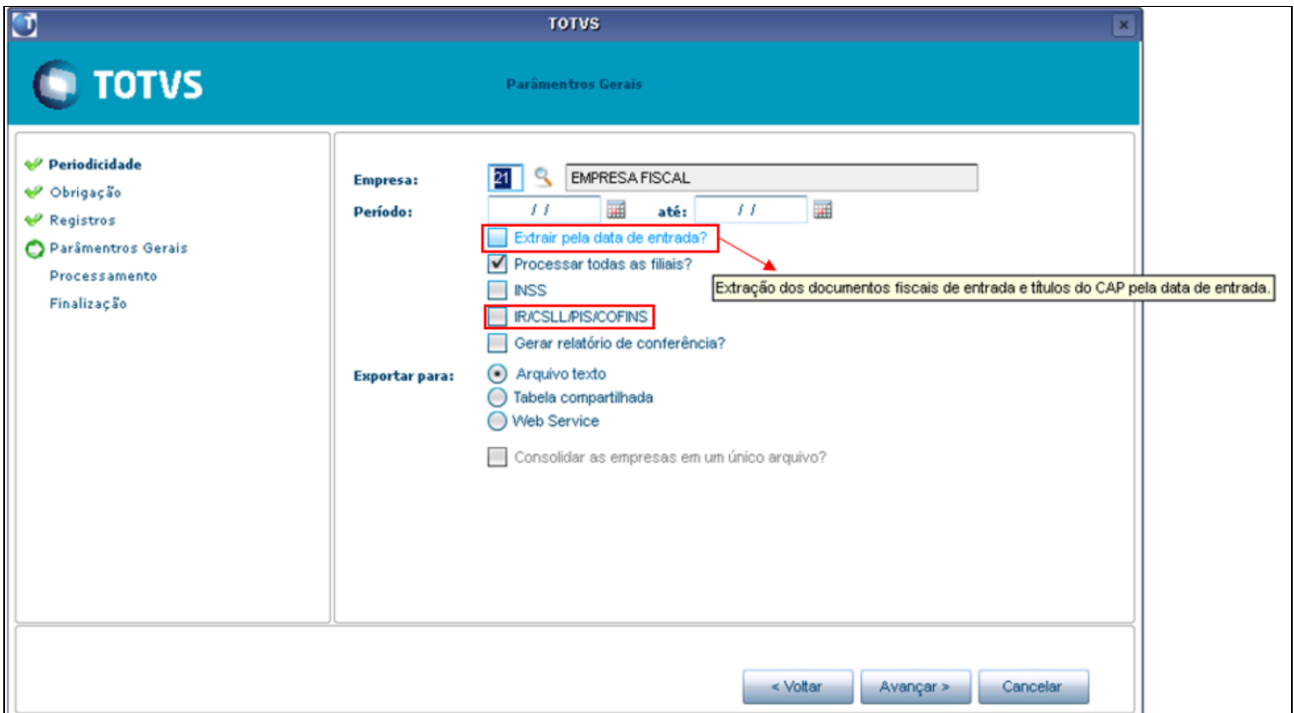 TOTVS
TOTVS
Parâmentros Gerais
Periodicidade
Obrigação
Registros
Parâmentros Gerais
Processamento
Finalização
Empresa: 21 EMPRESA FISCAL
Período: / / até: / /
Extrair pela data de entrada?
Processar todas as filiais?
Extração dos documentos fiscais de entrada e títulos do CAP pela data de entrada.
INSS
IR/CSLL/PIS/COFINS
Gerar relatório de conferência?
Exportar para: Arquivo texto
Tabela compartilhada
Web Service
Consolidar as empresas em um único arquivo?
< Voltar Avançar > Cancelar